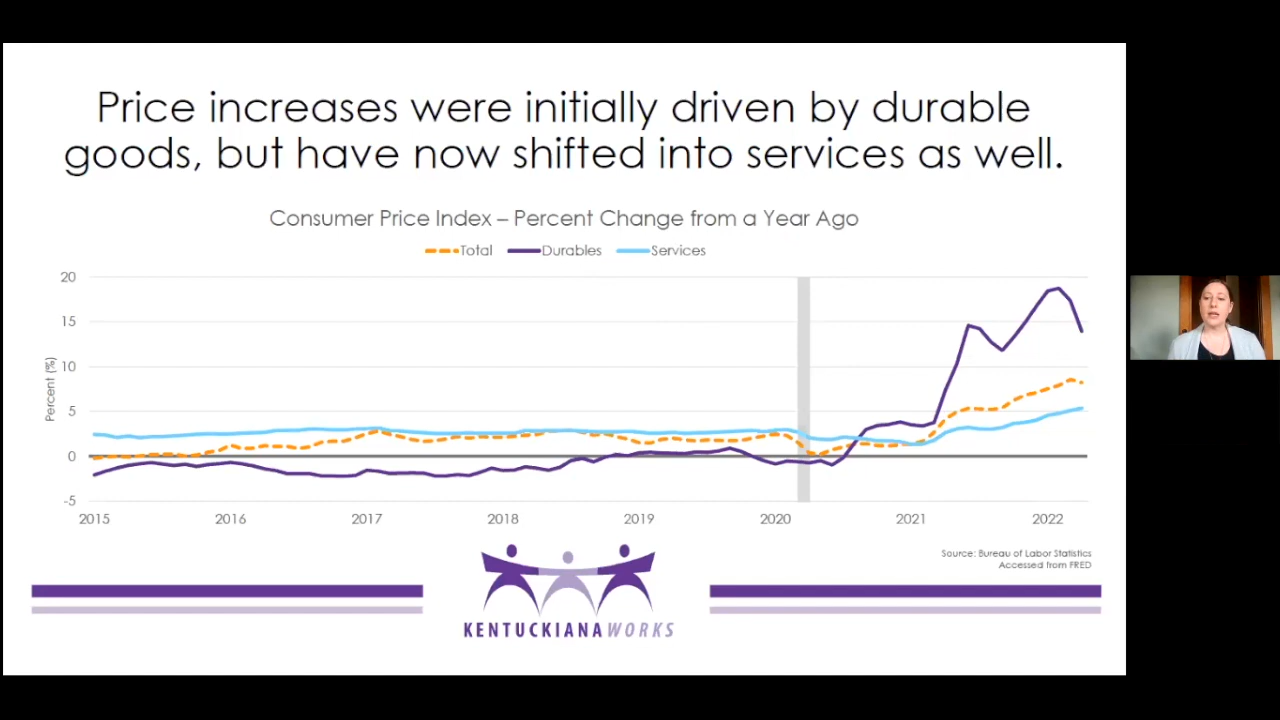 Price increases were initially driven by durable
goods, but have now shifted into services as well.
Consumer Price Index – Percent Change from a Year Ago
Total Durables Services
Percent (%)
20
15
10
5
0
-5
2015 2016 2017 2018 2019 2020 2021 2022
Source: Bureau of Labor Statistics
Accessed from FRED
KENTUCKIANAWORKS